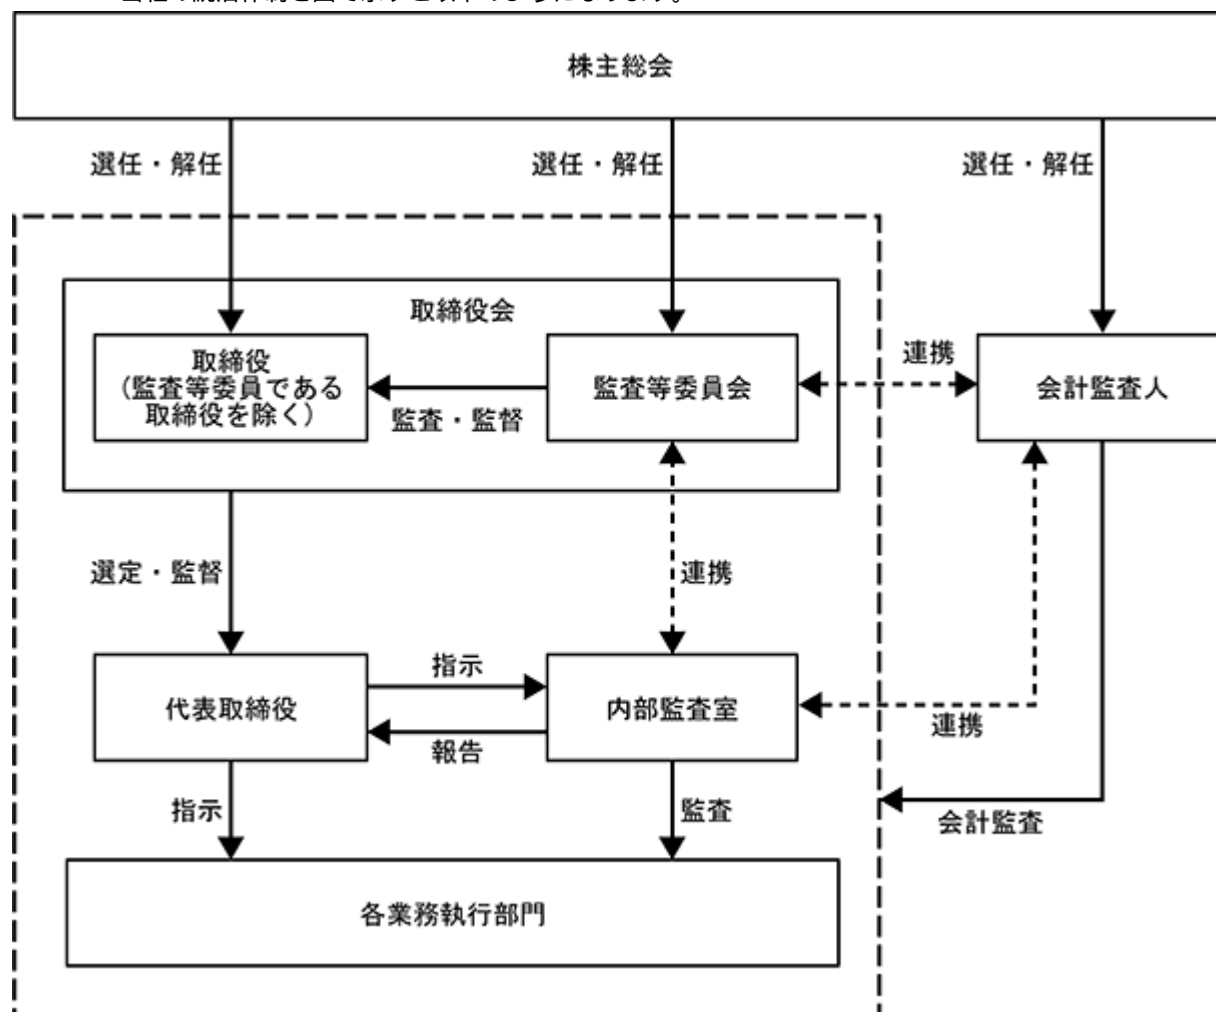 株主総会
選任・解任
選任・解任
選任・解任
取締役会
取締役
（監査等委員である
取締役を除く）
監査・監督
監査等委員会
連携
会計監査人
選定・監督
連携
代表取締役
指示
報告
内部監査室
連携
指示
監査
会計監査
各業務執行部門